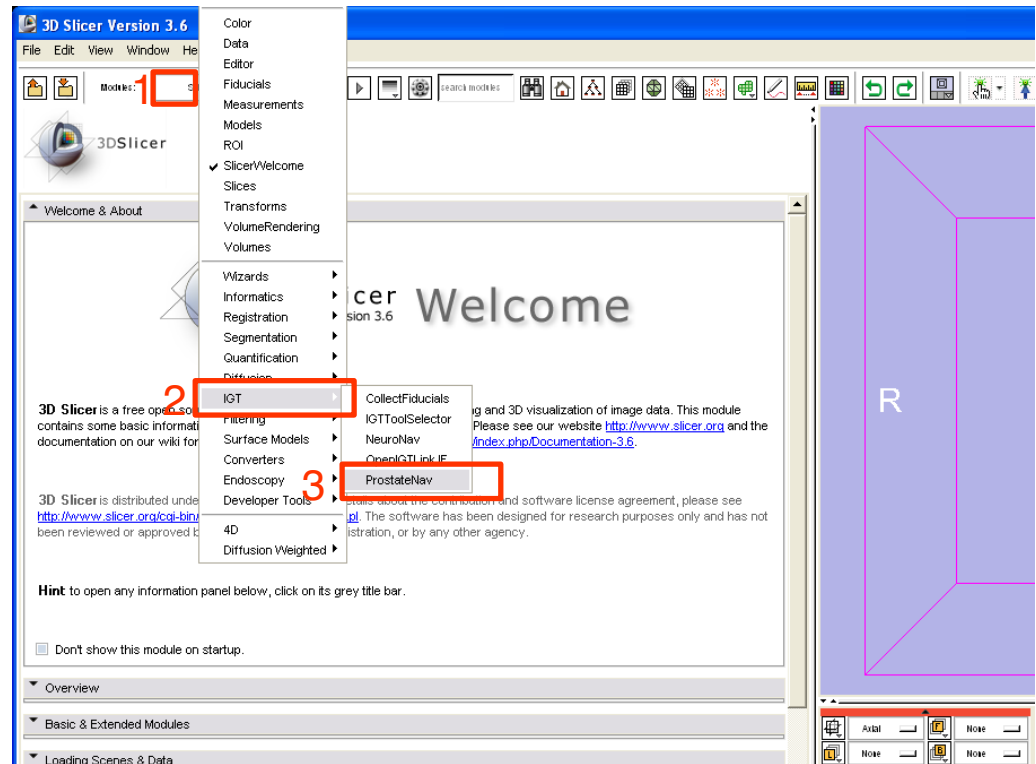 3D Slicer Version 3.6
File Edit View Window He
Modules:
1
search modules
3DSlicer
Color
Data
Editor
Fiducials
Measurements
Models
ROI
SlicerWelcome
Slices
Transforms
VolumeRendering
Volumes
Wizards
Informatics
Registration
Segmentation
Quantification
Diffusion
2
IGT
Filtering
Surface Models
Converters
Endoscopy
Developer Tools
4D
Diffusion Weighted
CollectFiducials
IGTToolSelector
NeuroNav
OpenIGTLink IF
3
ProstateNav
Welcome & About
icer Welcome
sion 3.6
3D Slicer is a free open so g and 3D visualization of image data. This module
contains some basic informati Please see our website http://www.slicer.org and the
documentation on our wiki for /index.php/Documentation-3.6.
3D Slicer is distributed unde etails about the contribution and software license agreement, please see
http://www.slicer.org/cgi-bin/ .pl. The software has been designed for research purposes only and has not
been reviewed or approved b istration, or by any other agency.
Hint to open any information panel below, click on its grey title bar.
Don't show this module on startup.
Overview
Basic & Extended Modules
Loading Scenes & Data
R
Axial F None
L None B None